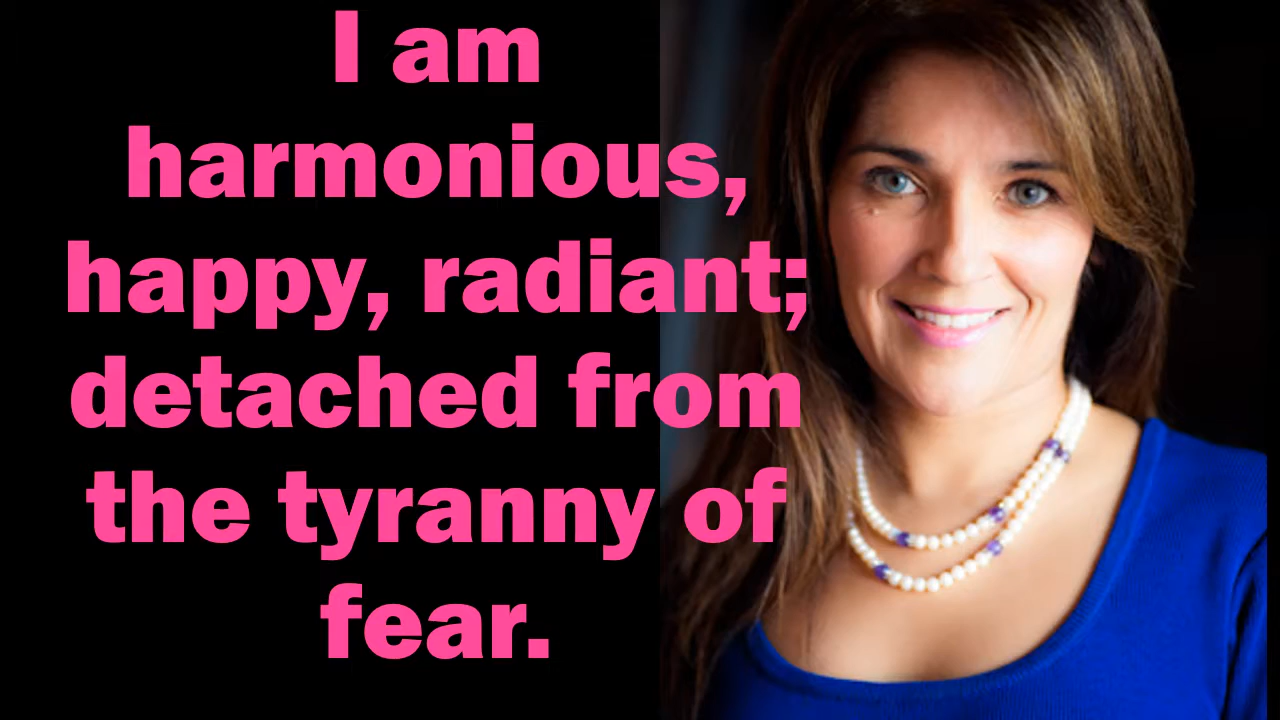 I am
harmonious,
happy, radiant;
detached from
the tyranny of
fear.